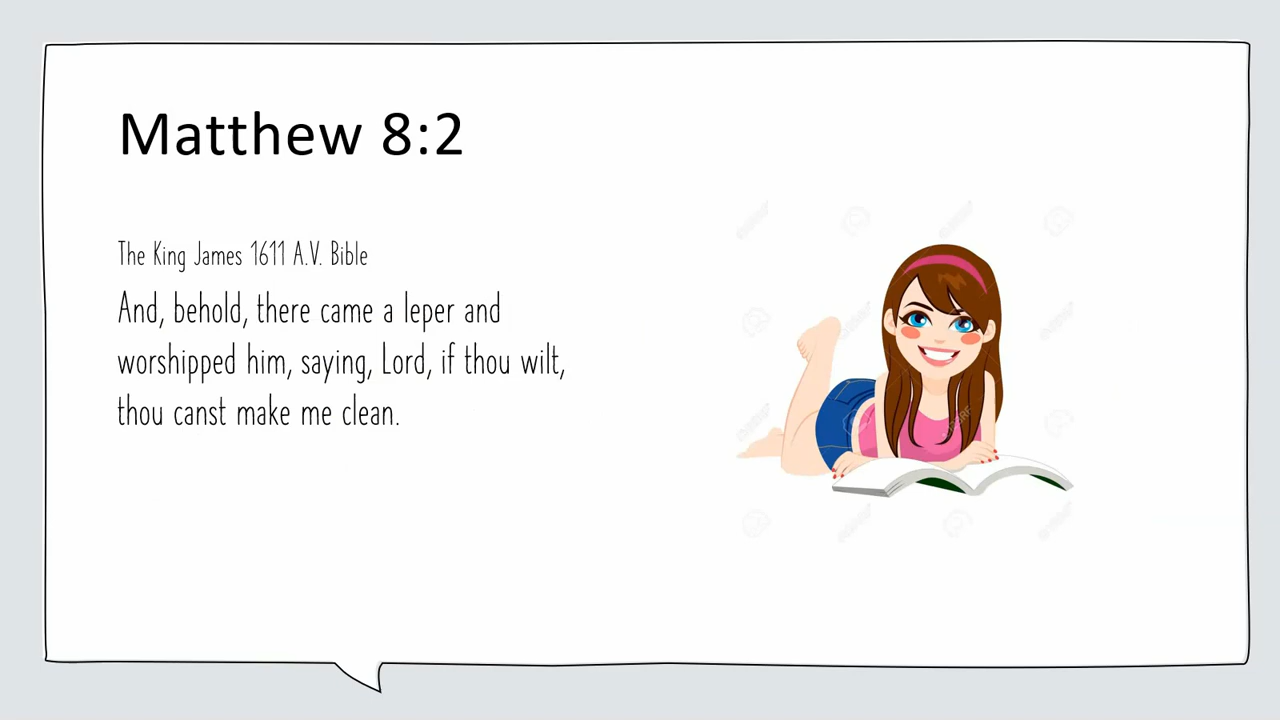 Matthew 8:2
The King James 1611 A.V. Bible
And, behold, there came a leper and
worshipped him, saying, Lord, if thou wilt,
thou canst make me clean.